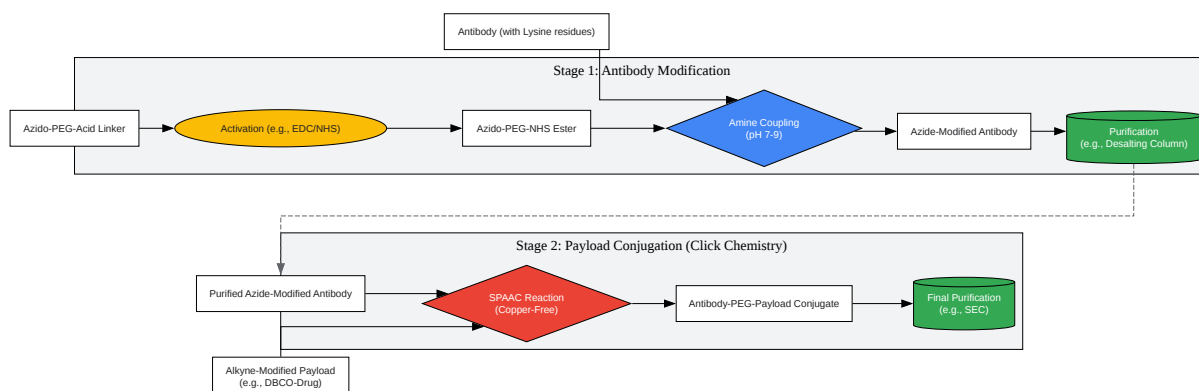 Antibody (with Lysine residues)
Stage 1: Antibody Modification
Azido-PEG-Acid Linker
Activation (e.g., EDC/NHS)
Azido-PEG-NHS Ester
Amine Coupling
(pH 7-9)
Azide-Modified Antibody
Purification
(e.g., Desalting Column)
Stage 2: Payload Conjugation (Click Chemistry)
Purified Azide-Modified Antibody
SPAAC Reaction
(Copper-Free)
Antibody-PEG-Payload Conjugate
Final Purification
(e.g., SEC)
Alkyne-Modified Payload
(e.g., DBCO-Drug)